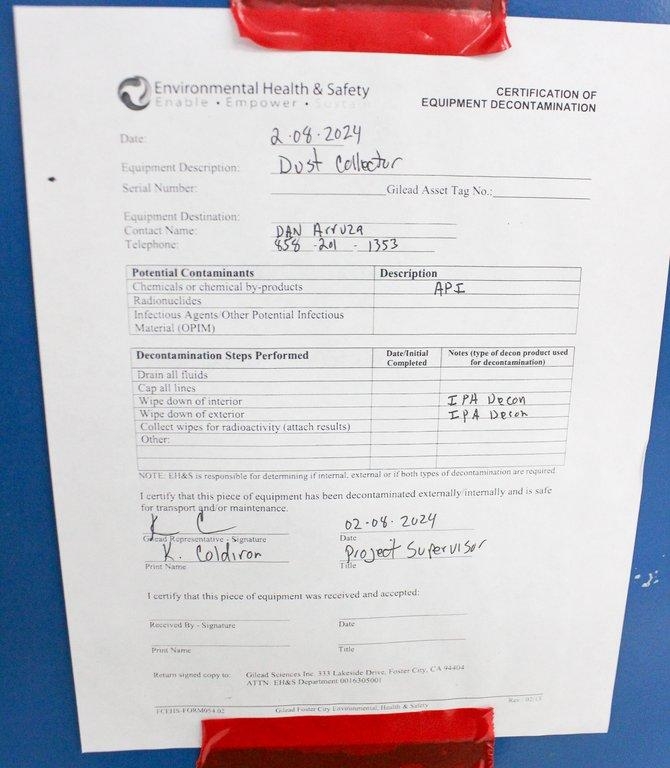 Environmental Health & Safety
Enable • Empower • Sustain
CERTIFICATION OF
EQUIPMENT DECONTAMINATION
Date: 2-08-2024
Equipment Description: Dust Collector
Serial Number: Gilead Asset Tag No.:
Equipment Destination:
Contact Name: DAN Arruza
Telephone: 858-201-1353
Potential Contaminants Description
Chemicals or chemical by-products API
Radionuclides
Infectious Agents/Other Potential Infectious
Material (OPIM)
Decontamination Steps Performed Date/Initial Completed Notes (type of decon product used for decontamination)
Drain all fluids
Cap all lines
Wipe down of interior IPA Decon
Wipe down of exterior IPA Decon
Collect wipes for radioactivity (attach results)
Other:
NOTE: EH&S is responsible for determining if internal, external or if both types of decontamination are required
I certify that this piece of equipment has been decontaminated externally/internally and is safe
for transport and/or maintenance.
K C 02-08-2024
Gilead Representative - Signature Date
K. Coldiron Project Supervisor
Print Name Title
I certify that this piece of equipment was received and accepted:
Received By - Signature Date
Print Name Title
Return signed copy to: Gilead Sciences Inc. 333 Lakeside Drive, Foster City, CA 94404
ATTN: EH&S Department 0016305001
FCEHS-FORM054.02 Gilead Foster City Environmental, Health & Safety Rev: 02/13